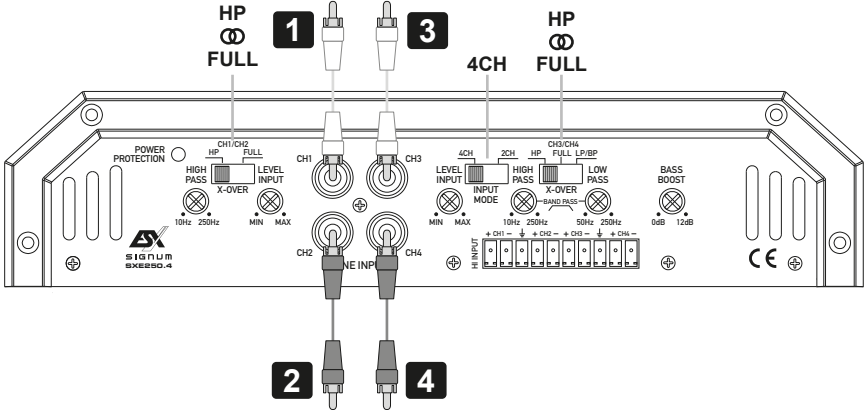 HP
FULL
1
3
HP
FULL
4CH
POWER
PROTECTION
CH1/CH2
HP
FULL
X-OVER
HIGH
PASS
10Hz
250Hz
LEVEL
INPUT
MIN
MAX
CH1
CH3
CH2
CH4
NE INPU
LEVEL
INPUT
MIN
MAX
4CH
2CH
INPUT
MODE
HIGH
PASS
10Hz
250Hz
CH3/CH4
HP
FULL
LP/BP
X-OVER
BAND PASS
LOW
PASS
50Hz
250Hz
BASS
BOOST
0dB
12dB
HI INPUT
+ CH1 −
+ CH2 −
+ CH3 −
+ CH4 −
ESX
SIGNUM
SXE250.4
CE
2
4